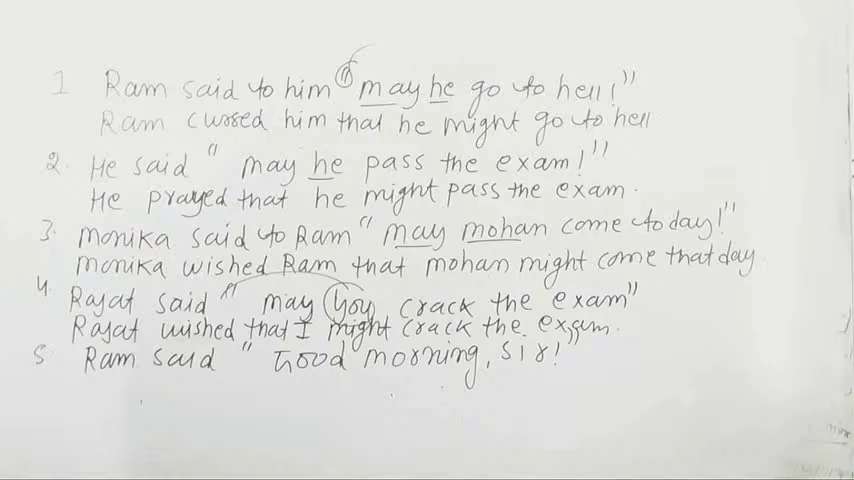 1 Ram said to him " may he go to hell!"
Ram cursed him that he might go to hell
2. He said " may he pass the exam!"
He prayed that he might pass the exam.
3. Monika said to Ram " may mohan come today!"
Monika wished Ram that mohan might come that day
4. Rajat said " may you crack the exam"
Rajat wished that I might crack the exam.
5 Ram said " Good morning, sir!"